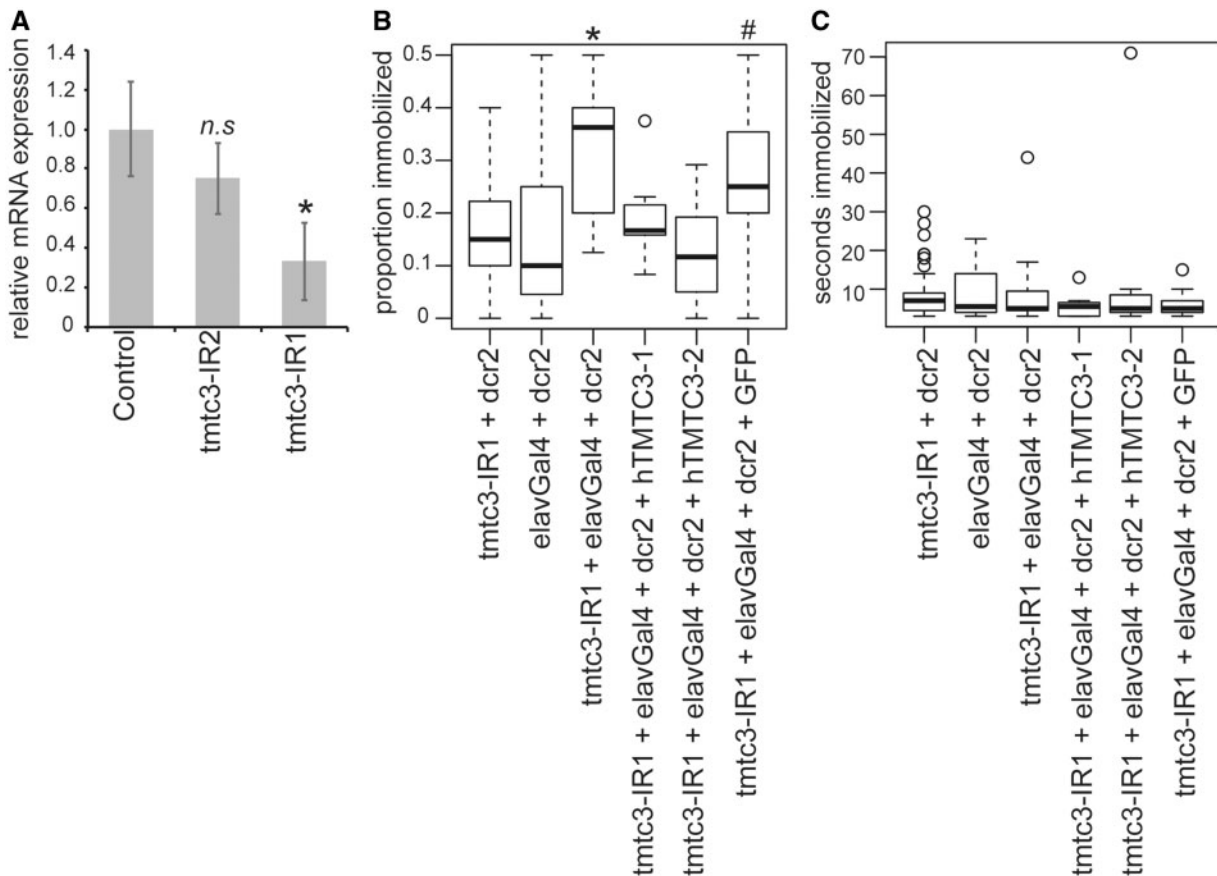 A
relative mRNA expression
1.4
1.2
1.0
0.8
0.6
0.4
0.2
0
n.s
*
Control
tmtc3-IR2
tmtc3-IR1
B
proportion immobilized
0.5
0.4
0.3
0.2
0.1
0
*
#
tmtc3-IR1 + dcr2
elavGal4 + dcr2
tmtc3-IR1 + elavGal4 + dcr2
tmtc3-IR1 + elavGal4 + dcr2 + hTMTC3-1
tmtc3-IR1 + elavGal4 + dcr2 + hTMTC3-2
tmtc3-IR1 + elavGal4 + dcr2 + GFP
C
seconds immobilized
70
60
50
40
30
20
10
tmtc3-IR1 + dcr2
elavGal4 + dcr2
tmtc3-IR1 + elavGal4 + dcr2
tmtc3-IR1 + elavGal4 + dcr2 + hTMTC3-1
tmtc3-IR1 + elavGal4 + dcr2 + hTMTC3-2
tmtc3-IR1 + elavGal4 + dcr2 + GFP